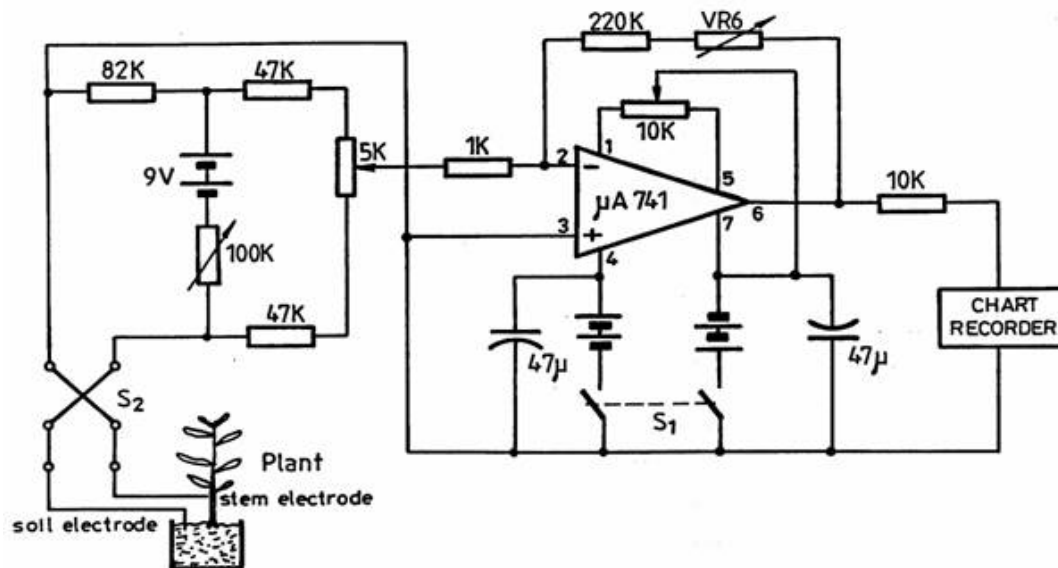 220K
VR6
82K
47K
10K
1
5K
1K
2
−
9V
µA 741
5
6
10K
3
+
7
4
100K
47K
CHART
RECORDER
47µ
47µ
S2
S1
Plant
stem electrode
soil electrode